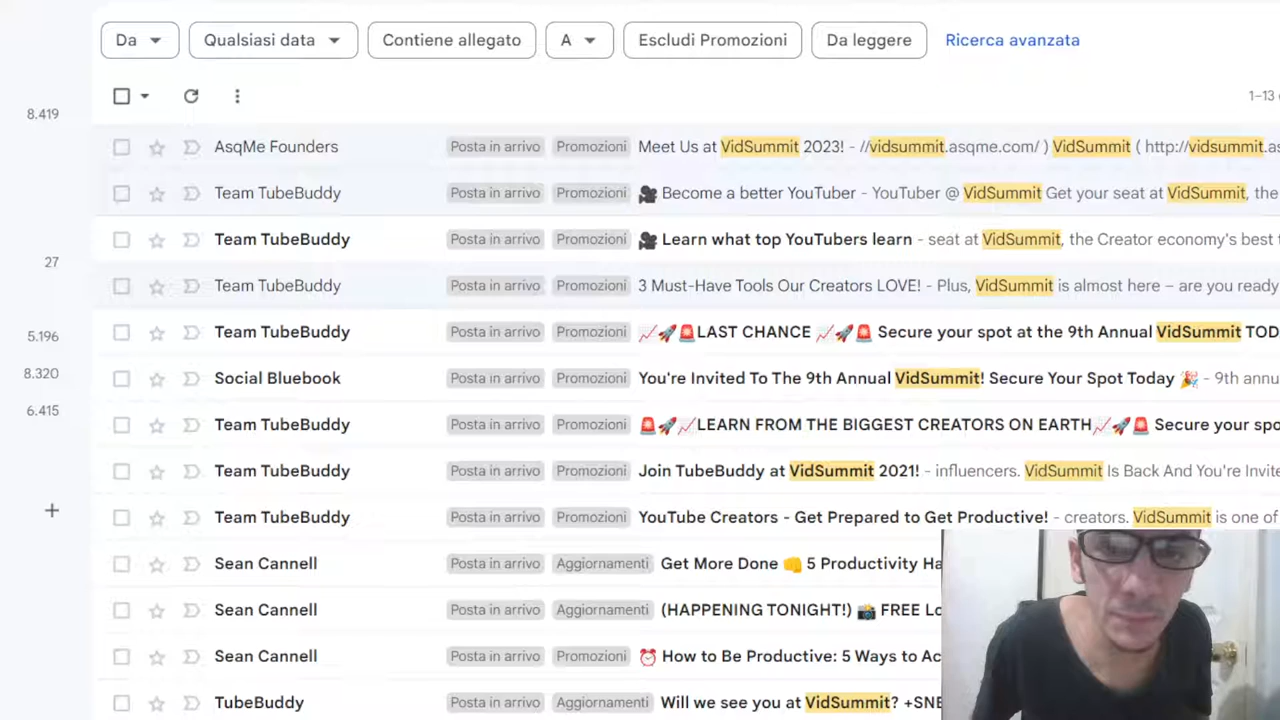 Da Qualsiasi data Contiene allegato A Escludi Promozioni Da leggere Ricerca avanzata
1–13
8.419
AsqMe Founders Posta in arrivo Promozioni Meet Us at VidSummit 2023! - //vidsummit.asqme.com/ ) VidSummit ( http://vidsummit.as
Team TubeBuddy Posta in arrivo Promozioni 🎥 Become a better YouTuber - YouTuber @ VidSummit Get your seat at VidSummit, the
Team TubeBuddy Posta in arrivo Promozioni 🎥 Learn what top YouTubers learn - seat at VidSummit, the Creator economy's best t
27
Team TubeBuddy Posta in arrivo Promozioni 3 Must-Have Tools Our Creators LOVE! - Plus, VidSummit is almost here – are you ready
5.196
Team TubeBuddy Posta in arrivo Promozioni 📈🚀🚨LAST CHANCE 📈🚀🚨 Secure your spot at the 9th Annual VidSummit TOD
8.320
Social Bluebook Posta in arrivo Promozioni You're Invited To The 9th Annual VidSummit! Secure Your Spot Today 🎉 - 9th annu
6.415
Team TubeBuddy Posta in arrivo Promozioni 🚨🚀📈LEARN FROM THE BIGGEST CREATORS ON EARTH📈🚀🚨 Secure your spo
Team TubeBuddy Posta in arrivo Promozioni Join TubeBuddy at VidSummit 2021! - influencers. VidSummit Is Back And You're Invite
Team TubeBuddy Posta in arrivo Promozioni YouTube Creators - Get Prepared to Get Productive! - creators. VidSummit is one of
Sean Cannell Posta in arrivo Aggiornamenti Get More Done 👊 5 Productivity Ha
Sean Cannell Posta in arrivo Aggiornamenti (HAPPENING TONIGHT!) 📸 FREE Lo
Sean Cannell Posta in arrivo Promozioni ⏰ How to Be Productive: 5 Ways to Ac
TubeBuddy Posta in arrivo Aggiornamenti Will we see you at VidSummit? +SNE